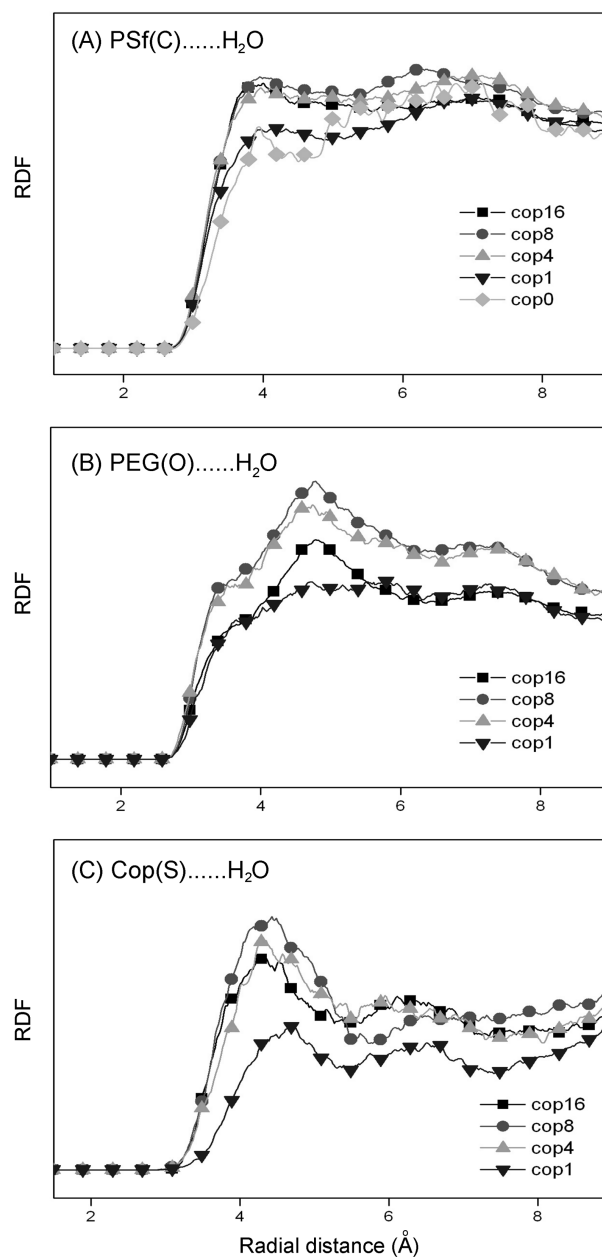 (A) PSf(C)......H₂O
RDF
cop16
cop8
cop4
cop1
cop0
2 4 6 8
(B) PEG(O)......H₂O
RDF
cop16
cop8
cop4
cop1
2 4 6 8
(C) Cop(S)......H₂O
RDF
cop16
cop8
cop4
cop1
2 4 6 8
Radial distance (Å)